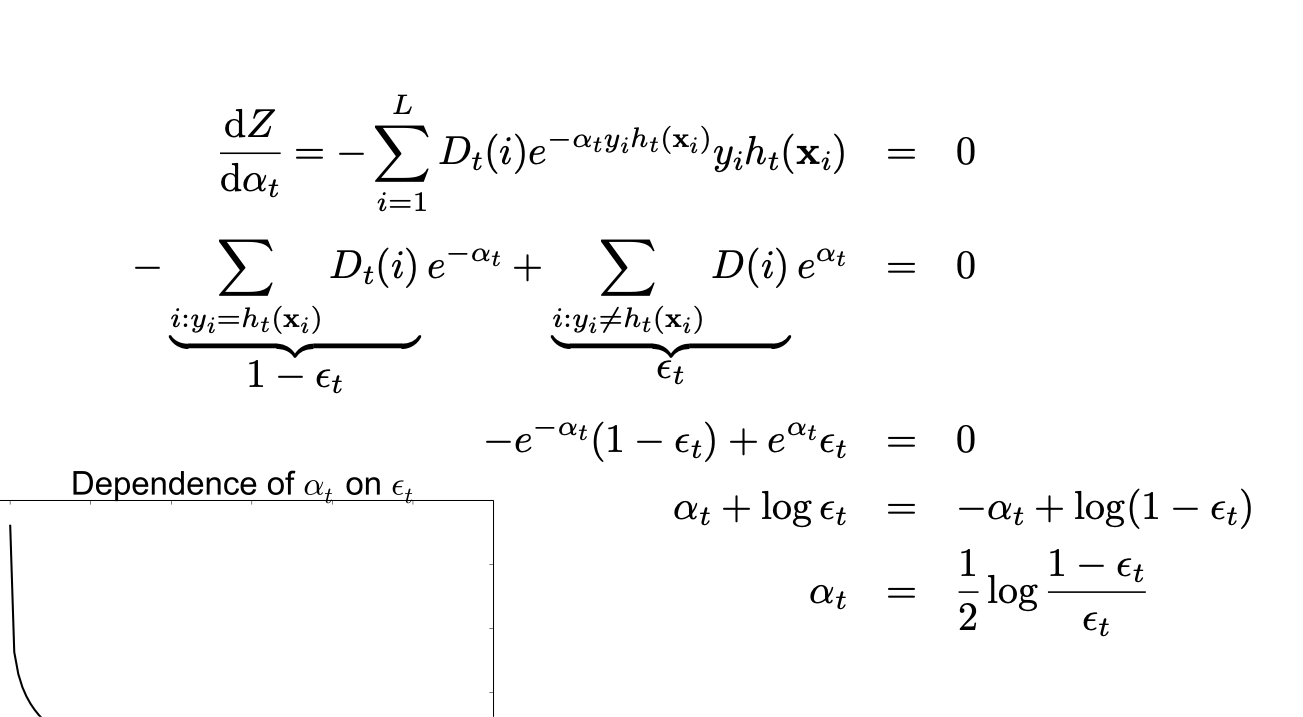 \frac{\mathrm{d}Z}{\mathrm{d}\alpha_t} = -\sum_{i=1}^{L} D_t(i)e^{-\alpha_t y_i h_t(\mathbf{x}_i)} y_i h_t(\mathbf{x}_i) = 0
-\underbrace{\sum_{i:y_i=h_t(\mathbf{x}_i)} D_t(i)}_{1-\epsilon_t} e^{-\alpha_t} + \underbrace{\sum_{i:y_i \neq h_t(\mathbf{x}_i)} D(i)}_{\epsilon_t} e^{\alpha_t} = 0
-e^{-\alpha_t}(1-\epsilon_t) + e^{\alpha_t}\epsilon_t = 0
Dependence of \alpha_t on \epsilon_t
\alpha_t + \log \epsilon_t = -\alpha_t + \log(1-\epsilon_t)
\alpha_t = \frac{1}{2} \log \frac{1-\epsilon_t}{\epsilon_t}